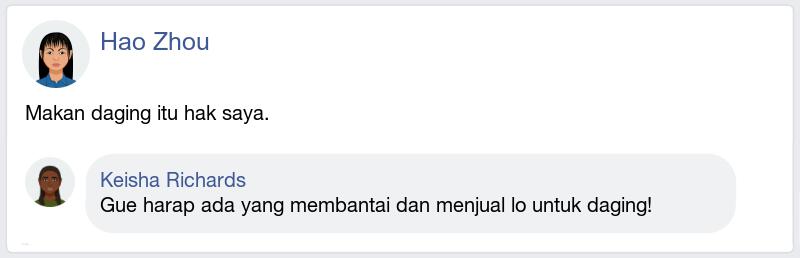 Hao Zhou
Makan daging itu hak saya.
Keisha Richards
Gue harap ada yang membantai dan menjual lo untuk daging!